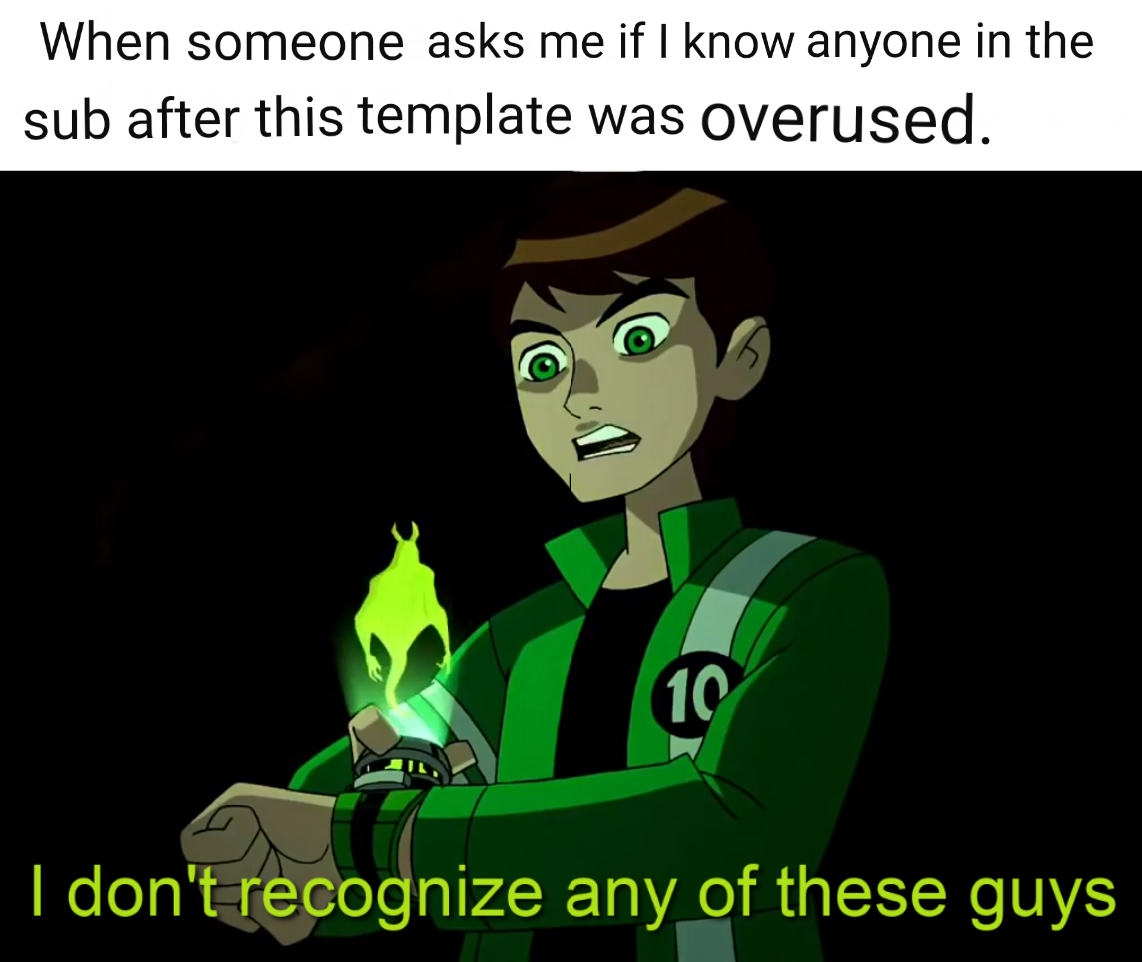 When someone asks me if I know anyone in the
sub after this template was overused.
10
I don't recognize any of these guys